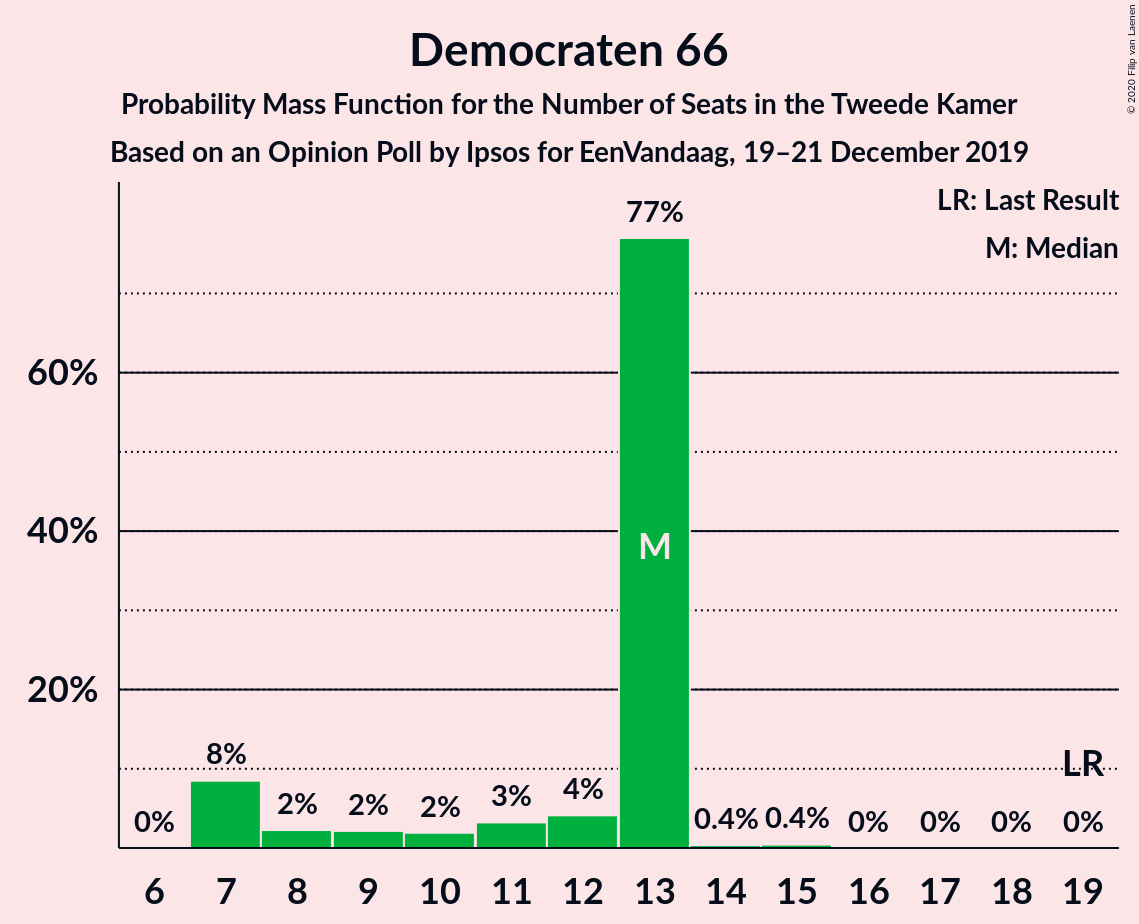 Democraten 66
Probability Mass Function for the Number of Seats in the Tweede Kamer
Based on an Opinion Poll by Ipsos for EenVandaag, 19–21 December 2019
© 2020 Filip van Laenen
LR: Last Result
M: Median
77%
60%
40%
20%
M
LR
0%
8%
2%
2%
2%
3%
4%
0.4%
0.4%
0%
0%
0%
0%
6 7 8 9 10 11 12 13 14 15 16 17 18 19